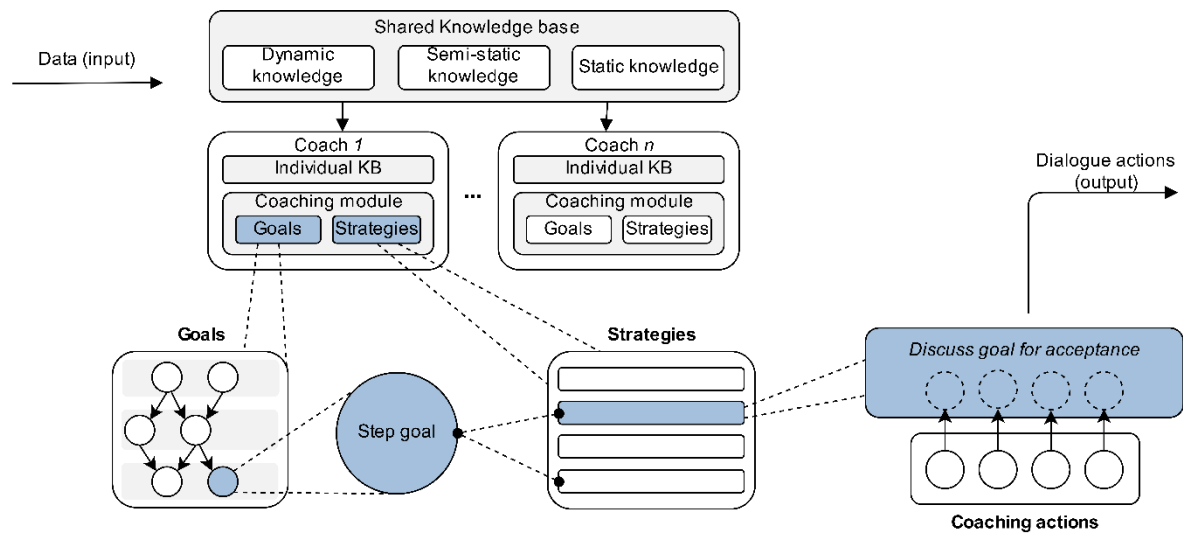 Shared Knowledge base
Data (input)
Dynamic
knowledge
Semi-static
knowledge
Static knowledge
Coach 1
Individual KB
Coaching module
Goals
Strategies
...
Coach n
Individual KB
Coaching module
Goals
Strategies
Dialogue actions
(output)
Goals
Step goal
Strategies
Discuss goal for acceptance
Coaching actions